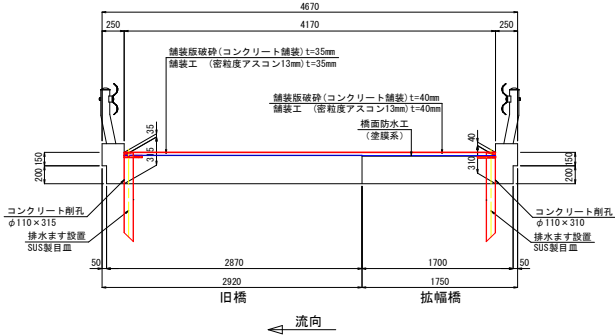 4670
250
4170
250
舗装版破砕(コンクリート舗装)t=35mm
舗装工 (密粒度アスコン13mm)t=35mm
舗装版破砕(コンクリート舗装)t=40mm
舗装工 (密粒度アスコン13mm)t=40mm
橋面防水工
(塗膜系)
35
315
40
310
150
200
150
200
コンクリート削孔
φ110×315
排水ます設置
SUS製目皿
コンクリート削孔
φ110×310
排水ます設置
SUS製目皿
50
2870
1700
50
2920
1750
旧橋
拡幅橋
流向